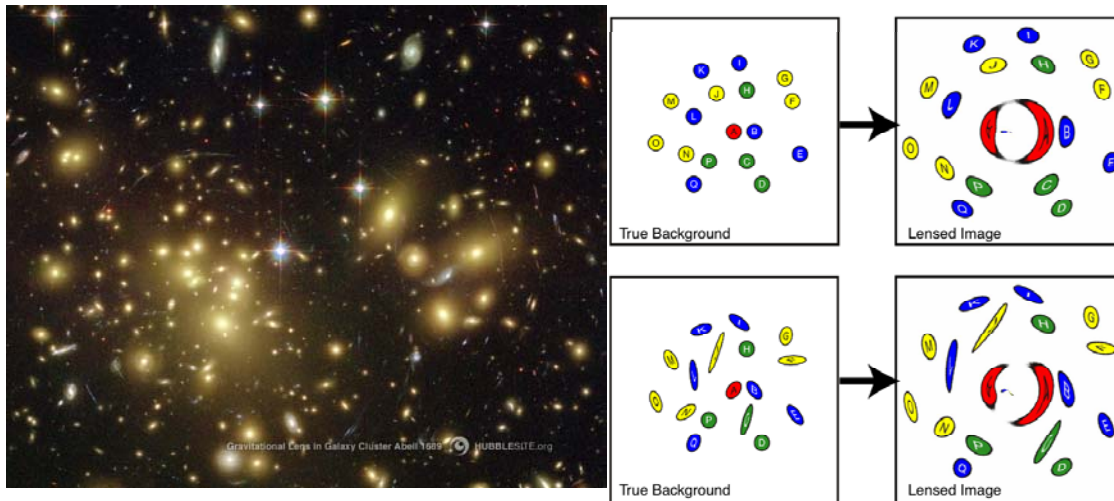 Gravitational Lens in Galaxy Cluster Abell 1689 HUBBLESITE.org
K I
G
J H
M F
L
A B
O N E
P C
Q D
True Background
K I
J H G
M F
L
B
O N
P C
Q D
Lensed Image
K I
G
H
M F
A B
O N E
P
Q D
True Background
K I
G
H
M F
B
O
N E
P
Q D
Lensed Image